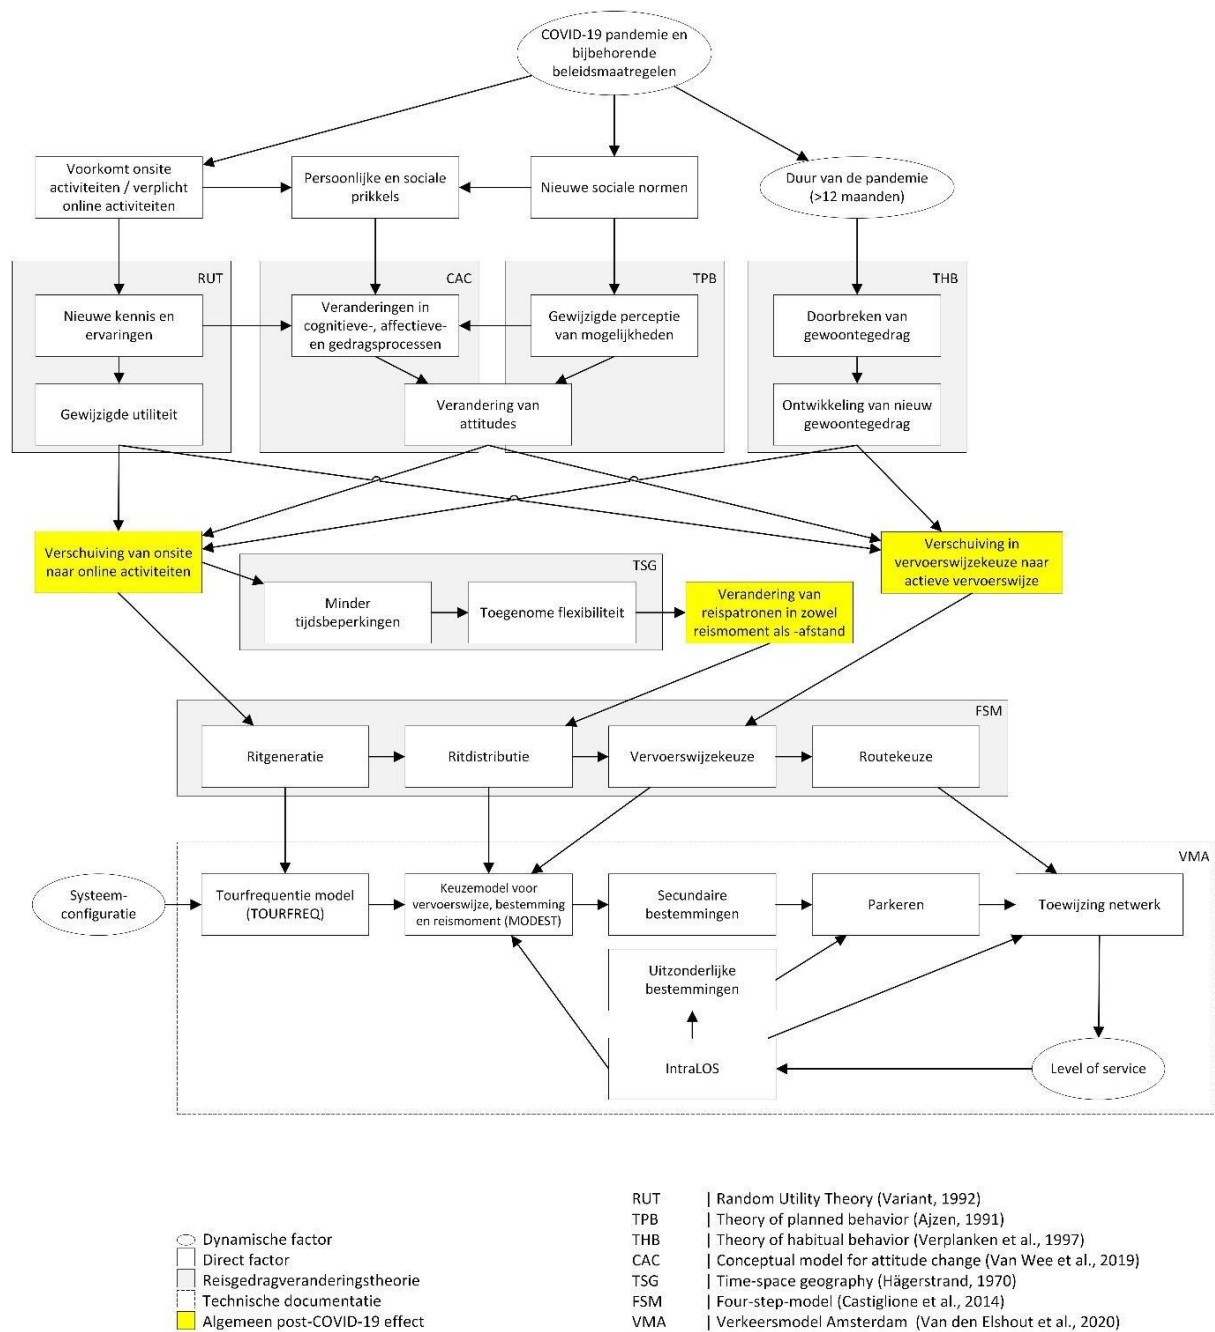 COVID-19 pandemie en
bijbehorende
beleidsmaatregelen
Voorkomt onsite
activiteiten / verplicht
online activiteiten
Persoonlijke en sociale
prikkels
Nieuwe sociale normen
Duur van de pandemie
(>12 maanden)
RUT
CAC
TPB
THB
Nieuwe kennis en
ervaringen
Veranderingen in
cognitieve-, affectieve-
en gedragsprocessen
Gewijzigde perceptie
van mogelijkheden
Doorbreken van
gewoontegedrag
Gewijzigde utiliteit
Verandering van
attitudes
Ontwikkeling van nieuw
gewoontegedrag
Verschuiving van onsite
naar online activiteiten
Verschuiving in
vervoerswijzekeuze naar
actieve vervoerswijze
TSG
Minder
tijdsbeperkingen
Toegenome flexibiliteit
Verandering van
reispatronen in zowel
reismoment als -afstand
FSM
Ritgeneratie
Ritdistributie
Vervoerswijzekeuze
Routekeuze
VMA
Systeem-
configuratie
Tourfrequentie model
(TOURFREQ)
Keuzemodel voor
vervoerswijze, bestemming
en reismoment (MODEST)
Secundaire
bestemmingen
Parkeren
Toewijzing netwerk
Uitzonderlijke
bestemmingen
IntraLOS
Level of service
Dynamische factor
Direct factor
Reisgedragveranderingstheorie
Technische documentatie
Algemeen post-COVID-19 effect
RUT | Random Utility Theory (Variant, 1992)
TPB | Theory of planned behavior (Ajzen, 1991)
THB | Theory of habitual behavior (Verplanken et al., 1997)
CAC | Conceptual model for attitude change (Van Wee et al., 2019)
TSG | Time-space geography (Hägerstrand, 1970)
FSM | Four-step-model (Castiglione et al., 2014)
VMA | Verkeersmodel Amsterdam (Van den Elshout et al., 2020)